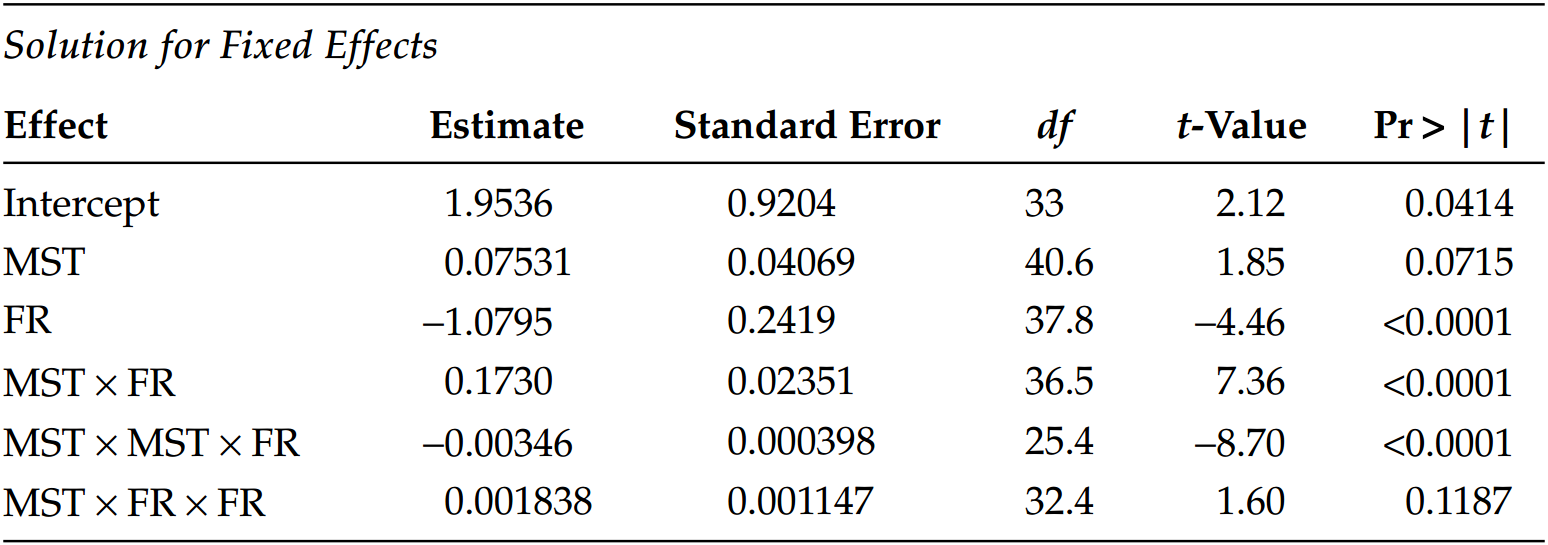 Solution for Fixed Effects
Effect Estimate Standard Error df t-Value Pr > |t|
Intercept 1.9536 0.9204 33 2.12 0.0414
MST 0.07531 0.04069 40.6 1.85 0.0715
FR –1.0795 0.2419 37.8 –4.46 <0.0001
MST × FR 0.1730 0.02351 36.5 7.36 <0.0001
MST × MST × FR –0.00346 0.000398 25.4 –8.70 <0.0001
MST × FR × FR 0.001838 0.001147 32.4 1.60 0.1187